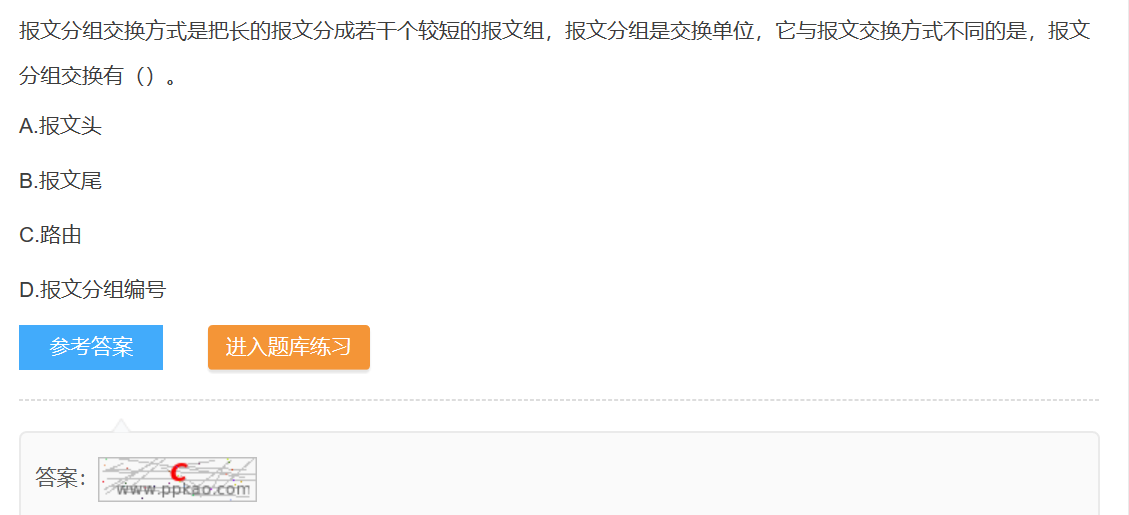 报文分组交换方式是把长的报文分成若干个较短的报文组，报文分组是交换单位，它与报文交换方式不同的是，报文
分组交换有（）。
A.报文头
B.报文尾
C.路由
D.报文分组编号
参考答案 进入题库练习
答案： C
www.ppkao.com